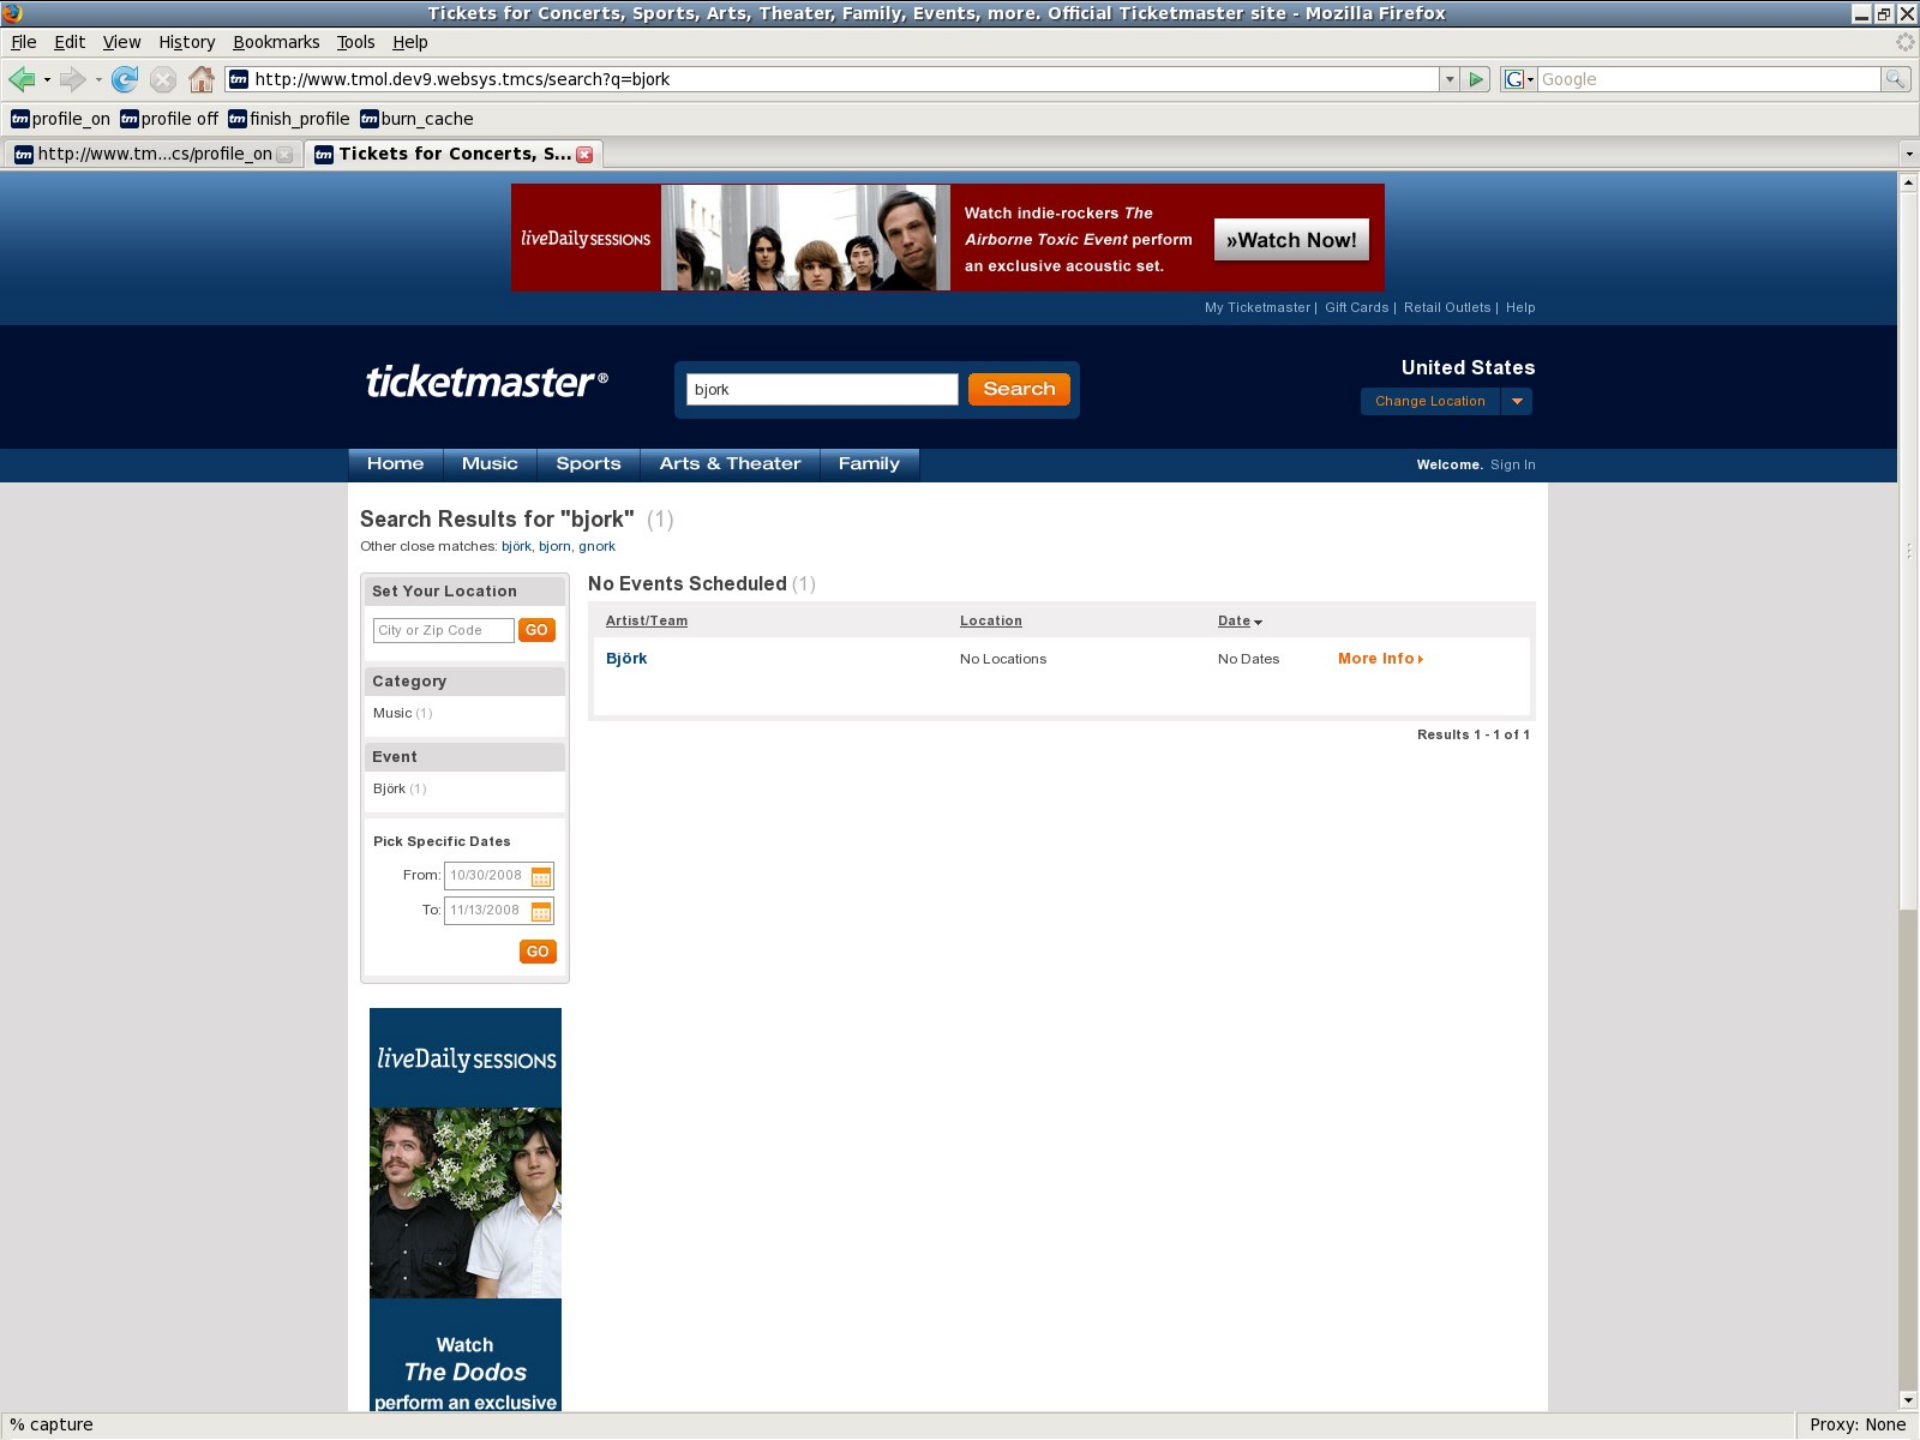 Tickets for Concerts, Sports, Arts, Theater, Family, Events, more. Official Ticketmaster site - Mozilla Firefox
File Edit View History Bookmarks Tools Help
tm http://www.tmol.dev9.websys.tmcs/search?q=bjork G Google
tm profile_on tm profile off tm finish_profile tm burn_cache
tm http://www.tm...cs/profile_on tm Tickets for Concerts, S...
liveDaily SESSIONS
Watch indie-rockers The
Airborne Toxic Event perform
an exclusive acoustic set.
»Watch Now!
My Ticketmaster | Gift Cards | Retail Outlets | Help
ticketmaster®
bjork Search
United States
Change Location
Home Music Sports Arts & Theater Family
Welcome. Sign In
Search Results for "bjork" (1)
Other close matches: björk, bjorn, gnork
Set Your Location
City or Zip Code GO
Category
Music (1)
Event
Björk (1)
Pick Specific Dates
From: 10/30/2008
To: 11/13/2008
GO
No Events Scheduled (1)
Artist/Team Location Date
Björk No Locations No Dates More Info
Results 1 - 1 of 1
liveDaily SESSIONS
Watch
The Dodos
perform an exclusive
% capture Proxy: None